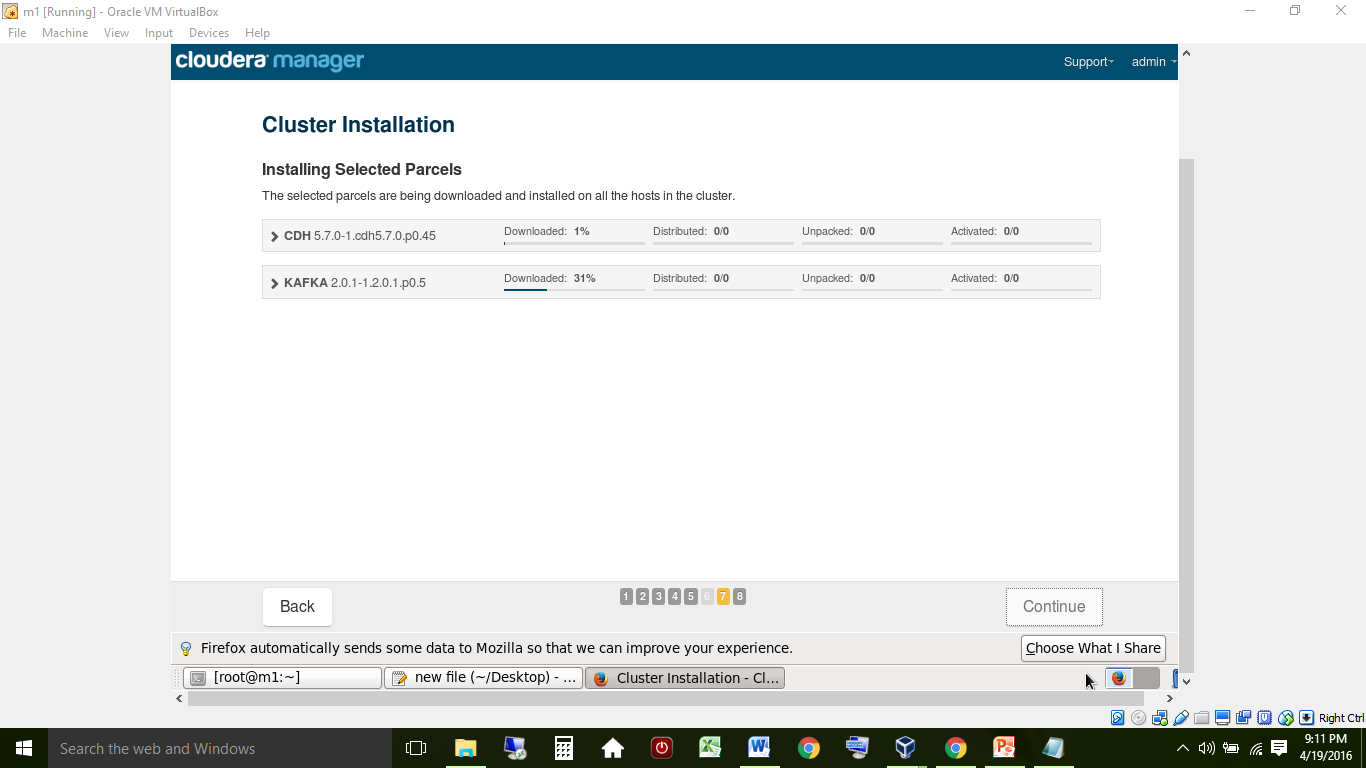 m1 [Running] - Oracle VM VirtualBox
File Machine View Input Devices Help
cloudera manager
Support admin
Cluster Installation
Installing Selected Parcels
The selected parcels are being downloaded and installed on all the hosts in the cluster.
CDH 5.7.0-1.cdh5.7.0.p0.45 Downloaded: 1% Distributed: 0/0 Unpacked: 0/0 Activated: 0/0
KAFKA 2.0.1-1.2.0.1.p0.5 Downloaded: 31% Distributed: 0/0 Unpacked: 0/0 Activated: 0/0
Back 1 2 3 4 5 6 7 8 Continue
Firefox automatically sends some data to Mozilla so that we can improve your experience. Choose What I Share
[root@m1:~] new file (~/Desktop) - ... Cluster Installation - Cl...
Right Ctrl
Search the web and Windows
9:11 PM
4/19/2016